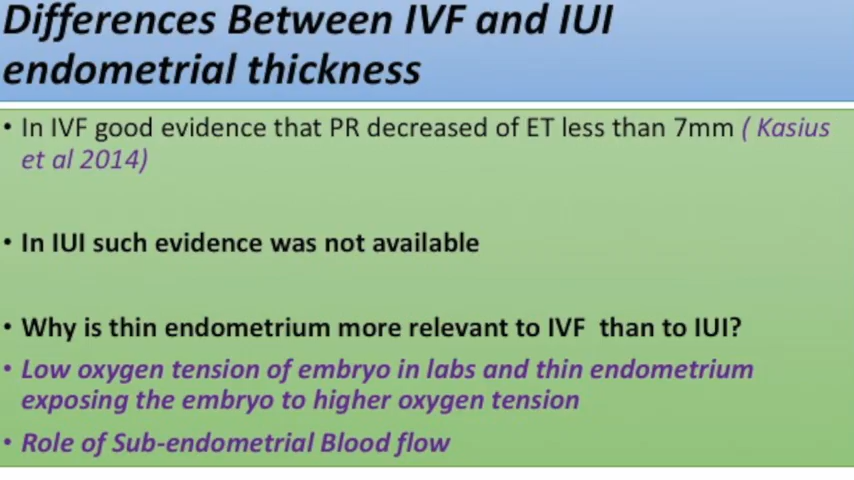 Differences Between IVF and IUI
endometrial thickness
• In IVF good evidence that PR decreased of ET less than 7mm ( Kasius
et al 2014)
• In IUI such evidence was not available
• Why is thin endometrium more relevant to IVF than to IUI?
• Low oxygen tension of embryo in labs and thin endometrium
exposing the embryo to higher oxygen tension
• Role of Sub-endometrial Blood flow